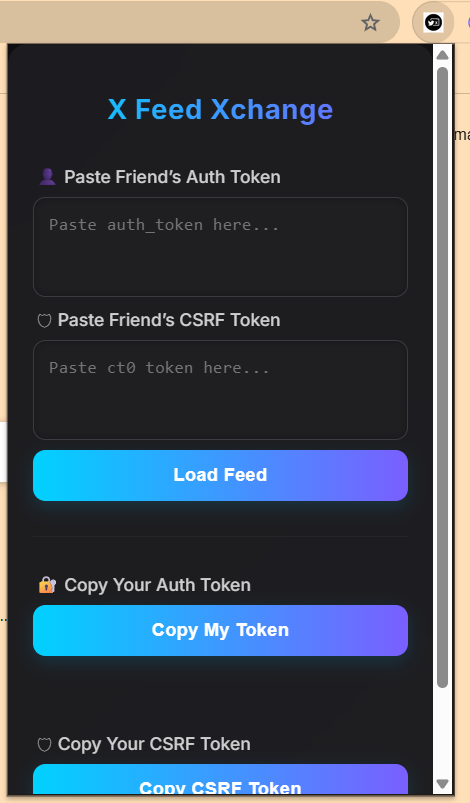 X Feed Xchange
Paste Friend’s Auth Token
Paste auth_token here...
Paste Friend’s CSRF Token
Paste ct0 token here...
Load Feed
Copy Your Auth Token
Copy My Token
Copy Your CSRF Token
Copy CSRF Token